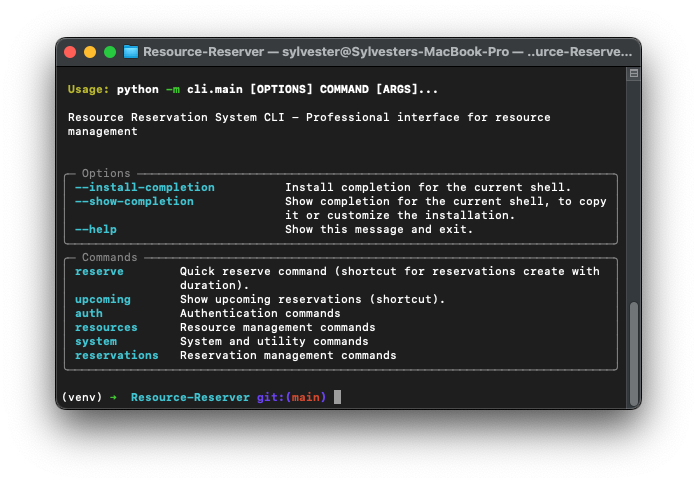 Resource-Reserver — sylvester@Sylvesters-MacBook-Pro — ..urce-Reserve...
Usage: python -m cli.main [OPTIONS] COMMAND [ARGS]...
Resource Reservation System CLI – Professional interface for resource
management
Options
--install-completion Install completion for the current shell.
--show-completion Show completion for the current shell, to copy
it or customize the installation.
--help Show this message and exit.
Commands
reserve Quick reserve command (shortcut for reservations create with
duration).
upcoming Show upcoming reservations (shortcut).
auth Authentication commands
resources Resource management commands
system System and utility commands
reservations Reservation management commands
(venv) → Resource-Reserver git:(main)